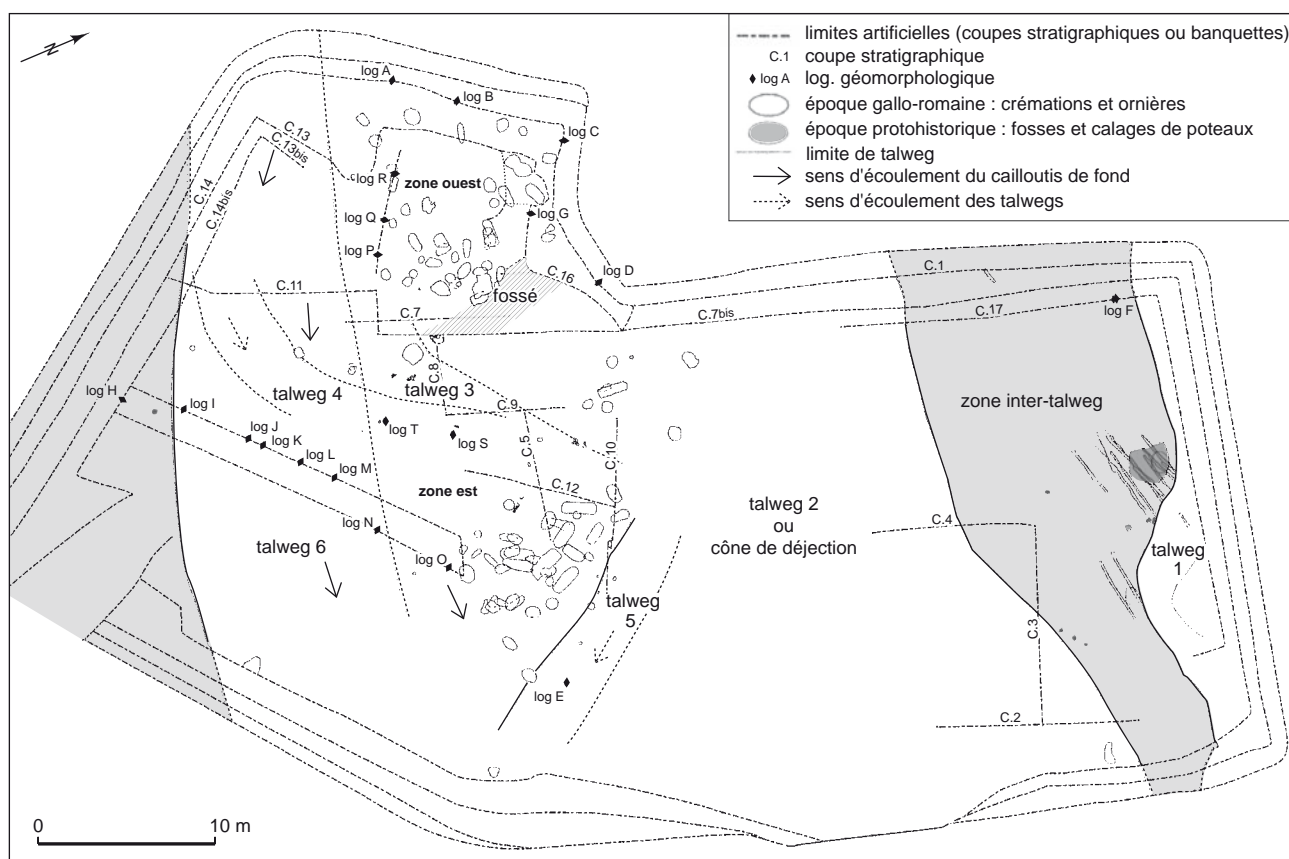 N
limites artificielles (coupes stratigraphiques ou banquettes)
C.1 coupe stratigraphique
log A log. géomorphologique
époque gallo-romaine : crémations et ornières
époque protohistorique : fosses et calages de poteaux
limite de talweg
sens d'écoulement du cailloutis de fond
sens d'écoulement des talwegs
log A
log B
log C
C.13
C.13bis
log R
zone ouest
C.14
C.14bis
log Q
log G
log P
C.16
log D
C.11
fossé
C.1
C.7
C.7bis
C.17
log F
C.8
talweg 4
talweg 3
zone inter-talweg
log H
log I
C.9
log J
log K
log T
log S
C.5
C.10
log L
log M
zone est
C.12
talweg 2
ou
cône de déjection
log N
C.4
talweg 6
log O
talweg
1
talweg
5
C.3
log E
C.2
0 10 m